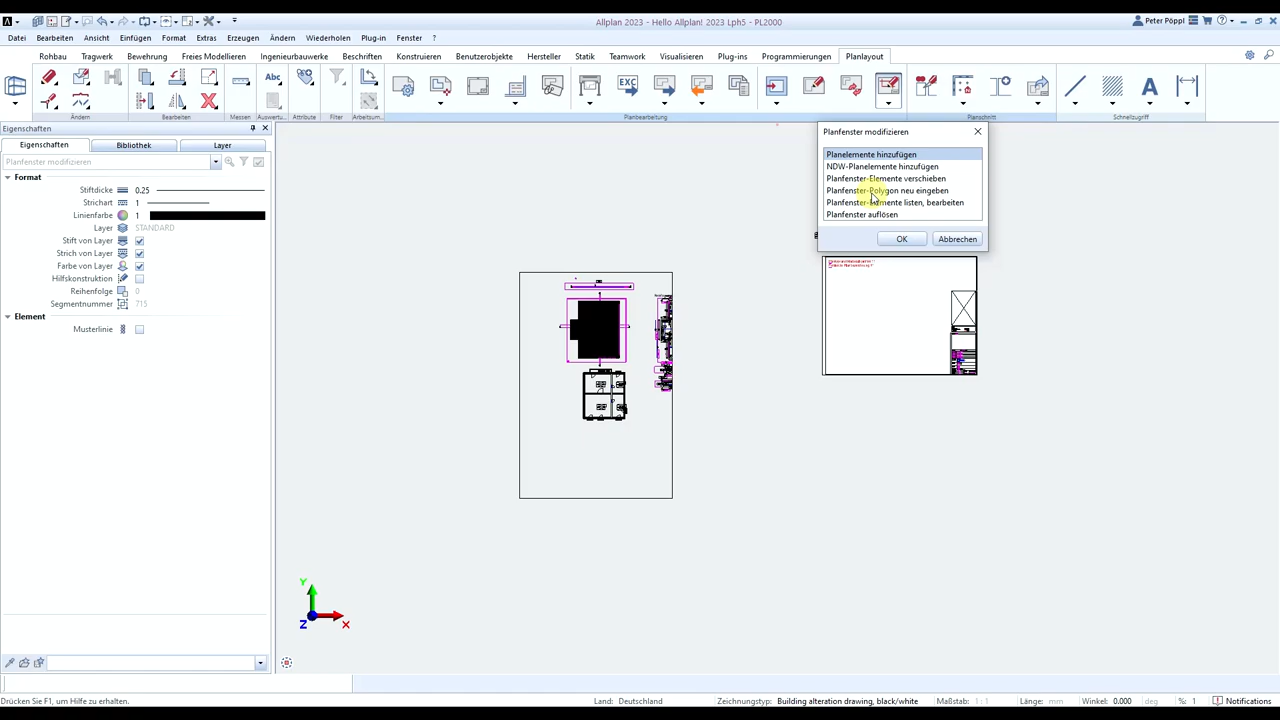 Allplan 2023 - Hello Allplan! 2023 Lph5 - PL2000
Peter Pöppl
Datei Bearbeiten Ansicht Einfügen Format Extras Erzeugen Ändern Wiederholen Plug-in Fenster ?
Rohbau Tragwerk Bewehrung Freies Modellieren Ingenieurbauwerke Beschriften Konstruieren Benutzerobjekte Hersteller Statik Teamwork Visualisieren Plug-ins Programmierungen Planlayout
Abc
EXC
A
Ändern Bearbeiten Messen Auswertu... Attribute Filter Arbeitsum... Planbearbeitung Planschnitt Schnellzugriff
Eigenschaften
Eigenschaften Bibliothek Layer
Planfenster modifizieren
Format
Stiftdicke 0.25
Strichart 1
Linienfarbe 1
Layer STANDARD
Stift von Layer
Strich von Layer
Farbe von Layer
Hilfskonstruktion
Reihenfolge 0
Segmentnummer 715
Element
Musterlinie
Planfenster modifizieren
Planelemente hinzufügen
NDW-Planelemente hinzufügen
Planfenster-Elemente verschieben
Planfenster-Polygon neu eingeben
Planfenster-Elemente listen, bearbeiten
Planfenster auflösen
OK Abbrechen
Y
Z
X
Drücken Sie F1, um Hilfe zu erhalten.
Land: Deutschland Zeichnungstyp: Building alteration drawing, black/white Maßstab: 1 : 1 Länge: mm Winkel: 0.000 deg %: 1 Notifications